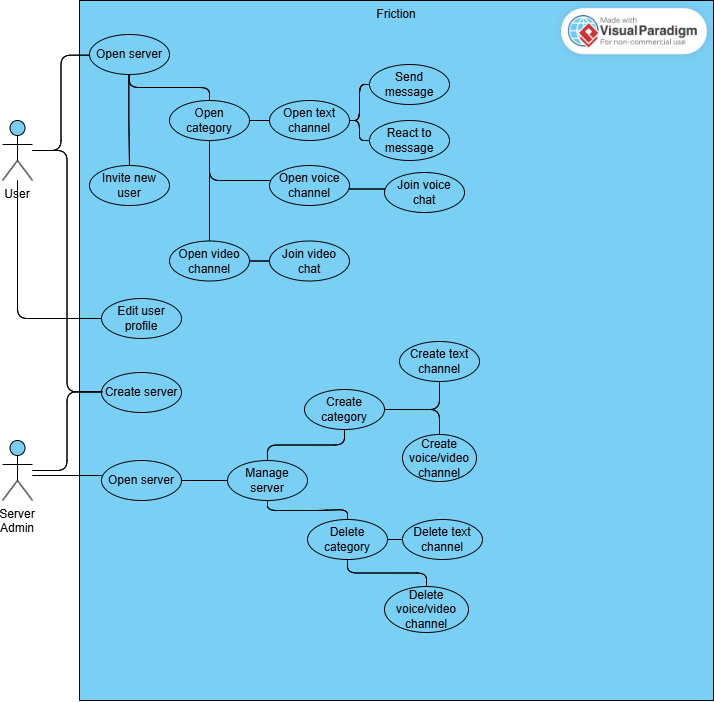 Friction
Made with
VisualParadigm
For non-commercial use
Open server
Send
message
Open
category
Open text
channel
React to
message
User
Invite new
user
Open voice
channel
Join voice
chat
Open video
channel
Join video
chat
Edit user
profile
Create text
channel
Create server
Create
category
Create
voice/video
channel
Server
Admin
Open server
Manage
server
Delete
category
Delete text
channel
Delete
voice/video
channel